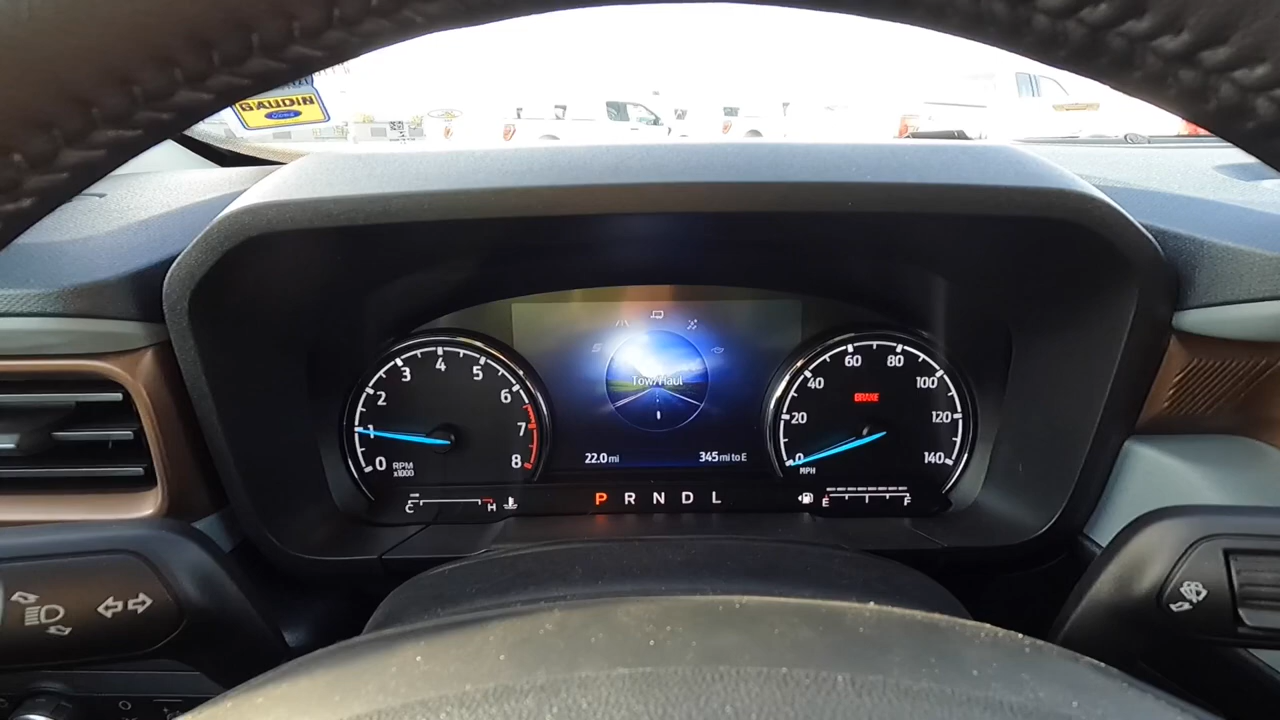 GAUDIN
Ford
4
3
5
2
6
1
7
0
8
RPM
x1000
C
H
Tow/Haul
22.0 mi
345 mi to E
P R N D L
60
80
40
100
BRAKE
20
120
0
140
MPH
E
F